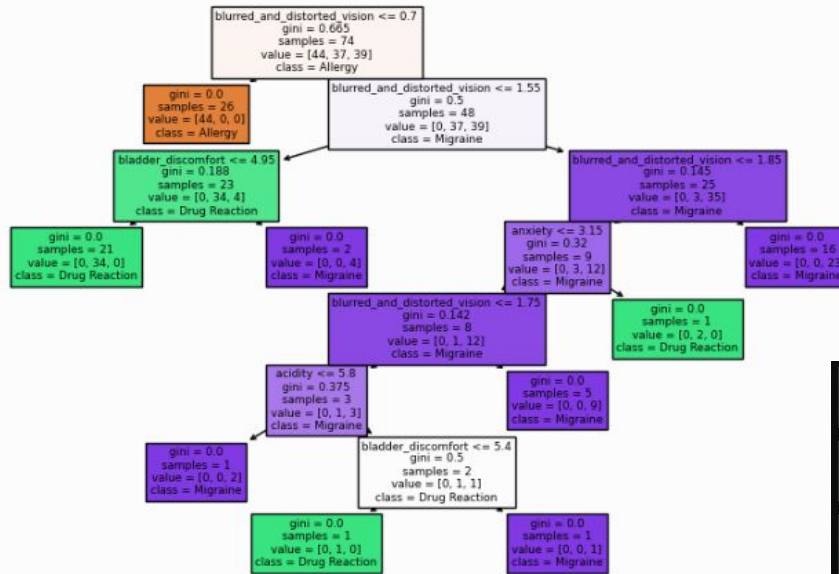 blurred_and_distorted_vision <= 0.7
gini = 0.665
samples = 74
value = [44, 37, 39]
class = Allergy
gini = 0.0
samples = 26
value = [44, 0, 0]
class = Allergy
blurred_and_distorted_vision <= 1.55
gini = 0.5
samples = 48
value = [0, 37, 39]
class = Migraine
bladder_discomfort <= 4.95
gini = 0.188
samples = 23
value = [0, 34, 4]
class = Drug Reaction
blurred_and_distorted_vision <= 1.85
gini = 0.145
samples = 25
value = [0, 3, 35]
class = Migraine
gini = 0.0
samples = 21
value = [0, 34, 0]
class = Drug Reaction
gini = 0.0
samples = 2
value = [0, 0, 4]
class = Migraine
anxiety <= 3.15
gini = 0.32
samples = 9
value = [0, 3, 12]
class = Migraine
gini = 0.0
samples = 16
value = [0, 0, 23]
class = Migraine
blurred_and_distorted_vision <= 1.75
gini = 0.142
samples = 8
value = [0, 1, 12]
class = Migraine
gini = 0.0
samples = 1
value = [0, 2, 0]
class = Drug Reaction
acidity <= 5.8
gini = 0.375
samples = 3
value = [0, 1, 3]
class = Migraine
gini = 0.0
samples = 5
value = [0, 0, 9]
class = Migraine
gini = 0.0
samples = 1
value = [0, 0, 2]
class = Migraine
bladder_discomfort <= 5.4
gini = 0.5
samples = 2
value = [0, 1, 1]
class = Drug Reaction
gini = 0.0
samples = 1
value = [0, 1, 0]
class = Drug Reaction
gini = 0.0
samples = 1
value = [0, 0, 1]
class = Migraine